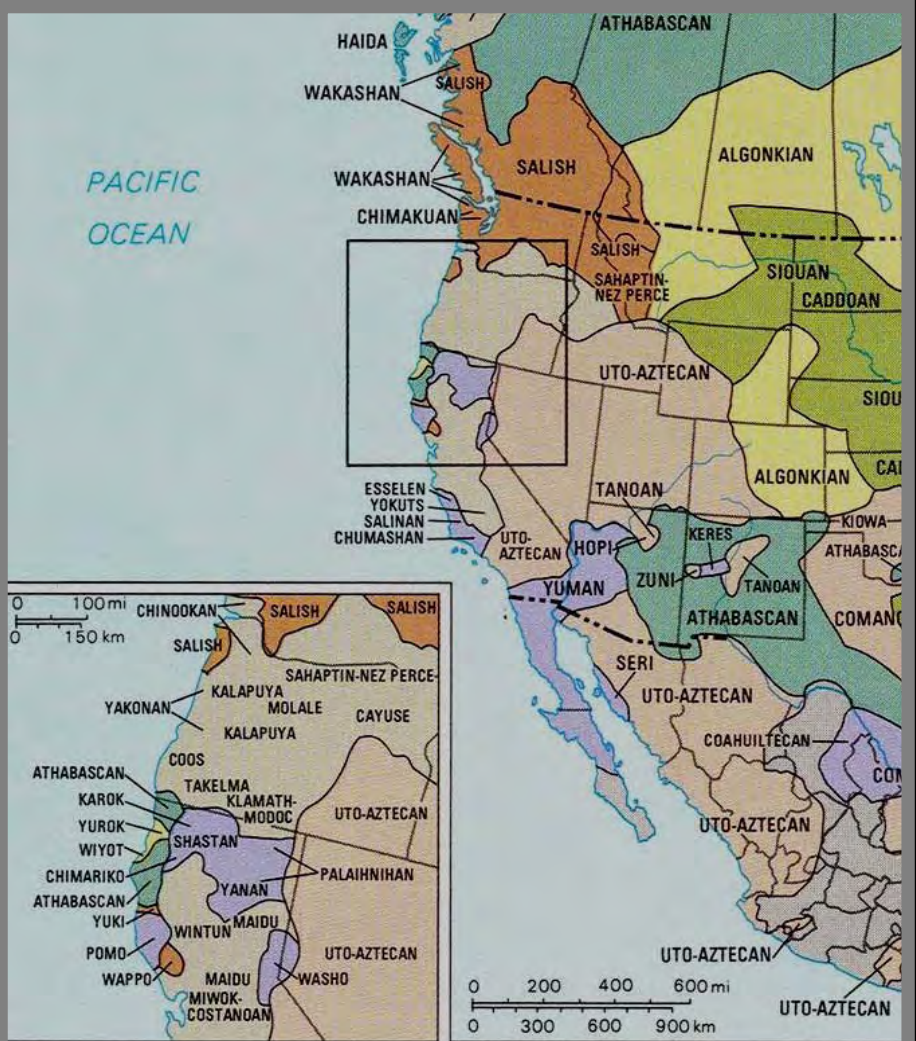 ATHABASCAN
HAIDA
SALISH
WAKASHAN
ALGONKIAN
SALISH
PACIFIC
OCEAN
WAKASHAN
CHIMAKUAN
SALISH
SIOUAN
SAHAPTIN-
NEZ PERCE
CADDOAN
UTO-AZTECAN
SIOU
ALGONKIAN
CAD
ESSELEN
YOKUTS
SALINAN
CHUMASHAN
TANOAN
KIOWA
UTO-
AZTECAN
HOPI
KERES
ATHABASCA
ZUNI
TANOAN
YUMAN
ATHABASCAN
COMANC
SERI
UTO-AZTECAN
COAHUILTECAN
COM
UTO-AZTECAN
UTO-AZTECAN
UTO-AZTECAN
0 200 400 600 mi
0 300 600 900 km
0 100 mi
0 150 km
CHINOOKAN
SALISH
SALISH
SALISH
SAHAPTIN-NEZ PERCE
KALAPUYA
YAKONAN
MOLALE
CAYUSE
KALAPUYA
COOS
ATHABASCAN
TAKELMA
KAROK
KLAMATH-
MODOC
UTO-AZTECAN
YUROK
SHASTAN
WIYOT
CHIMARIKO
PALAIHNIHAN
YANAN
ATHABASCAN
YUKI
WINTUN
MAIDU
POMO
UTO-AZTECAN
WAPPO
MAIDU
WASHO
MIWOK-
COSTANOAN